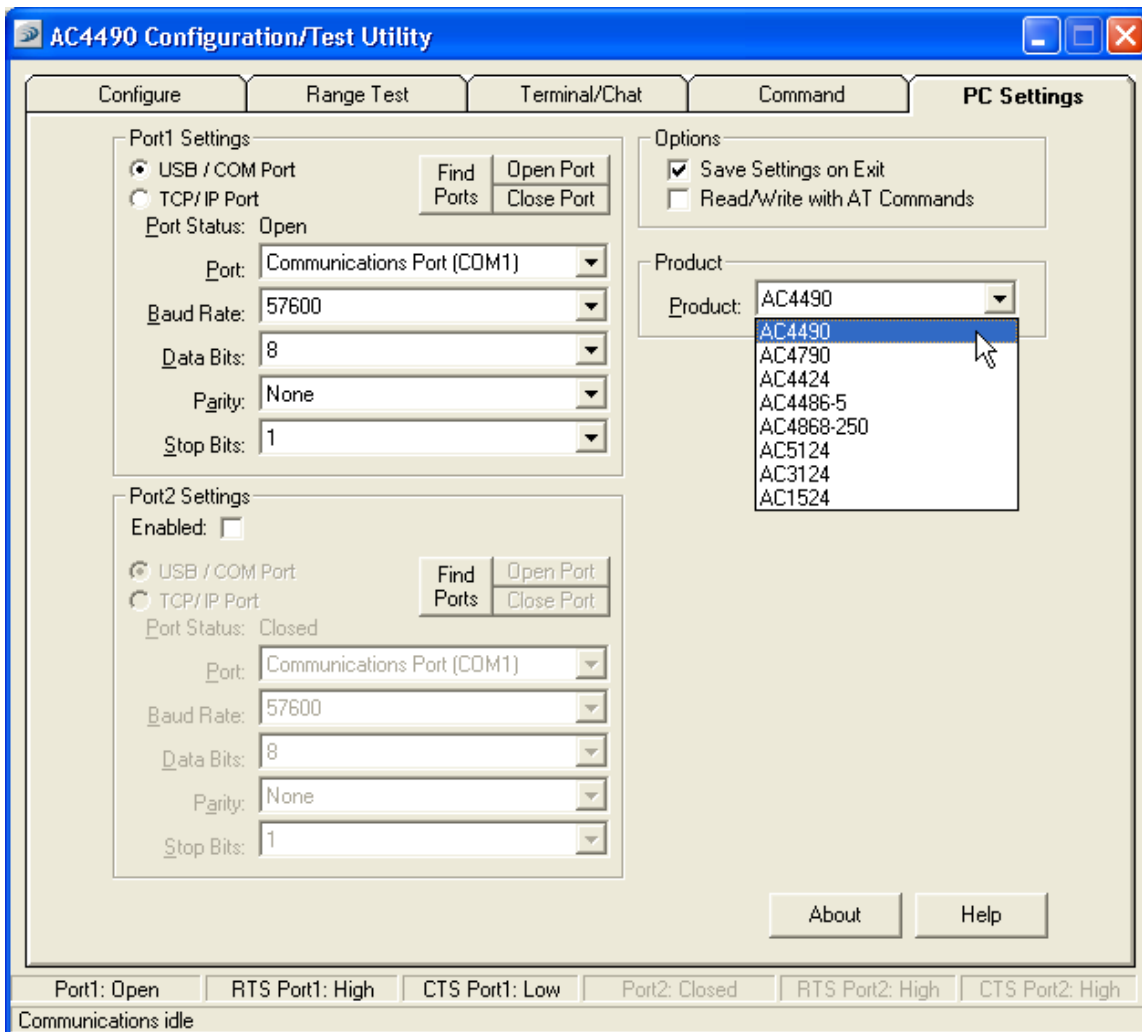 AC4490 Configuration/Test Utility
Configure
Range Test
Terminal/Chat
Command
PC Settings
Port1 Settings
USB / COM Port
TCP/IP Port
Find Ports
Open Port
Close Port
Port Status: Open
Port: Communications Port (COM1)
Baud Rate: 57600
Data Bits: 8
Parity: None
Stop Bits: 1
Options
Save Settings on Exit
Read/Write with AT Commands
Product
Product: AC4490
AC4490
AC4790
AC4424
AC4486-5
AC4868-250
AC5124
AC3124
AC1524
Port2 Settings
Enabled:
USB / COM Port
TCP/IP Port
Find Ports
Open Port
Close Port
Port Status: Closed
Port: Communications Port (COM1)
Baud Rate: 57600
Data Bits: 8
Parity: None
Stop Bits: 1
About
Help
Port1: Open
RTS Port1: High
CTS Port1: Low
Port2: Closed
RTS Port2: High
CTS Port2: High
Communications idle